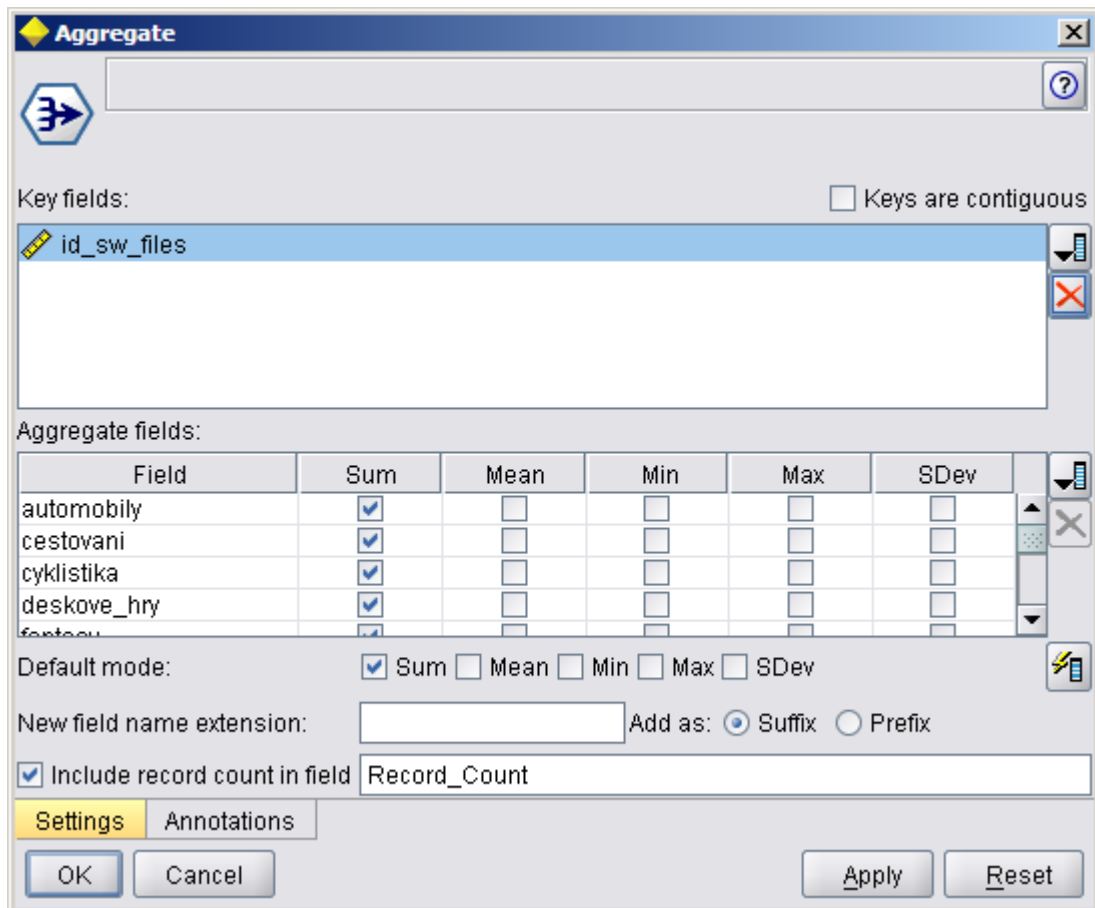 Aggregate
Key fields: Keys are contiguous
id_sw_files
Aggregate fields:
Field Sum Mean Min Max SDev
automobily
cestovani
cyklistika
deskove_hry
Default mode: Sum Mean Min Max SDev
New field name extension: Add as: Suffix Prefix
Include record count in field Record_Count
Settings Annotations
OK Cancel Apply Reset